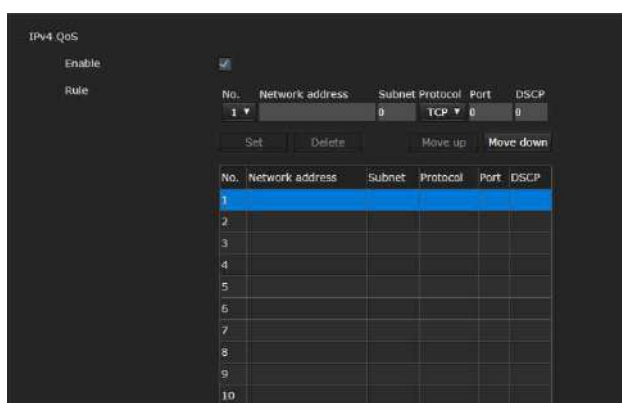 IPv4 QoS
Enable
Rule
No. Network address Subnet Protocol Port DSCP
1 0 TCP 0 0
Set Delete Move up Move down
No. Network address Subnet Protocol Port DSCP
1
2
3
4
5
6
7
8
9
10